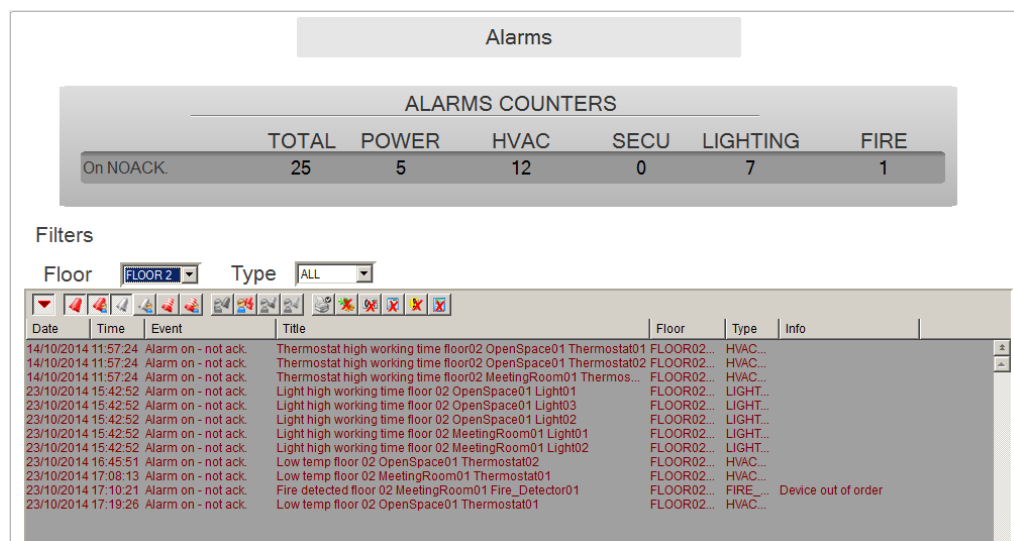 Alarms
ALARMS COUNTERS
TOTAL POWER HVAC SECU LIGHTING FIRE
On NOACK. 25 5 12 0 7 1
Filters
Floor FLOOR 2 Type ALL
Date Time Event Title Floor Type Info
14/10/2014 11:57:24 Alarm on - not ack. Thermostat high working time floor02 OpenSpace01 Thermostat01 FLOOR02... HVAC...
14/10/2014 11:57:24 Alarm on - not ack. Thermostat high working time floor02 OpenSpace01 Thermostat02 FLOOR02... HVAC...
14/10/2014 11:57:24 Alarm on - not ack. Thermostat high working time floor02 MeetingRoom01 Thermos... FLOOR02... HVAC...
23/10/2014 15:42:52 Alarm on - not ack. Light high working time floor 02 OpenSpace01 Light01 FLOOR02... LIGHT...
23/10/2014 15:42:52 Alarm on - not ack. Light high working time floor 02 OpenSpace01 Light03 FLOOR02... LIGHT...
23/10/2014 15:42:52 Alarm on - not ack. Light high working time floor 02 OpenSpace01 Light02 FLOOR02... LIGHT...
23/10/2014 15:42:52 Alarm on - not ack. Light high working time floor 02 MeetingRoom01 Light01 FLOOR02... LIGHT...
23/10/2014 15:42:52 Alarm on - not ack. Light high working time floor 02 MeetingRoom01 Light02 FLOOR02... LIGHT...
23/10/2014 16:45:51 Alarm on - not ack. Low temp floor 02 OpenSpace01 Thermostat02 FLOOR02... HVAC...
23/10/2014 17:08:13 Alarm on - not ack. Low temp floor 02 MeetingRoom01 Thermostat01 FLOOR02... HVAC...
23/10/2014 17:10:21 Alarm on - not ack. Fire detected floor 02 MeetingRoom01 Fire_Detector01 FLOOR02... FIRE_... Device out of order
23/10/2014 17:19:26 Alarm on - not ack. Low temp floor 02 OpenSpace01 Thermostat01 FLOOR02... HVAC...